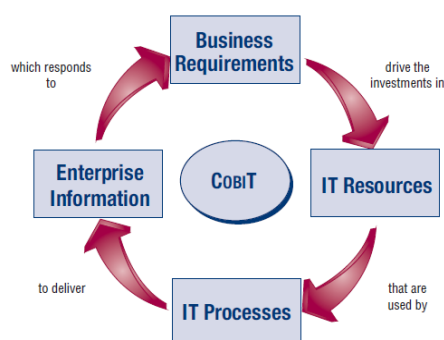 Business
Requirements
which responds
to
drive the
investments in
Enterprise
Information
COBIT
IT Resources
to deliver
that are
used by
IT Processes